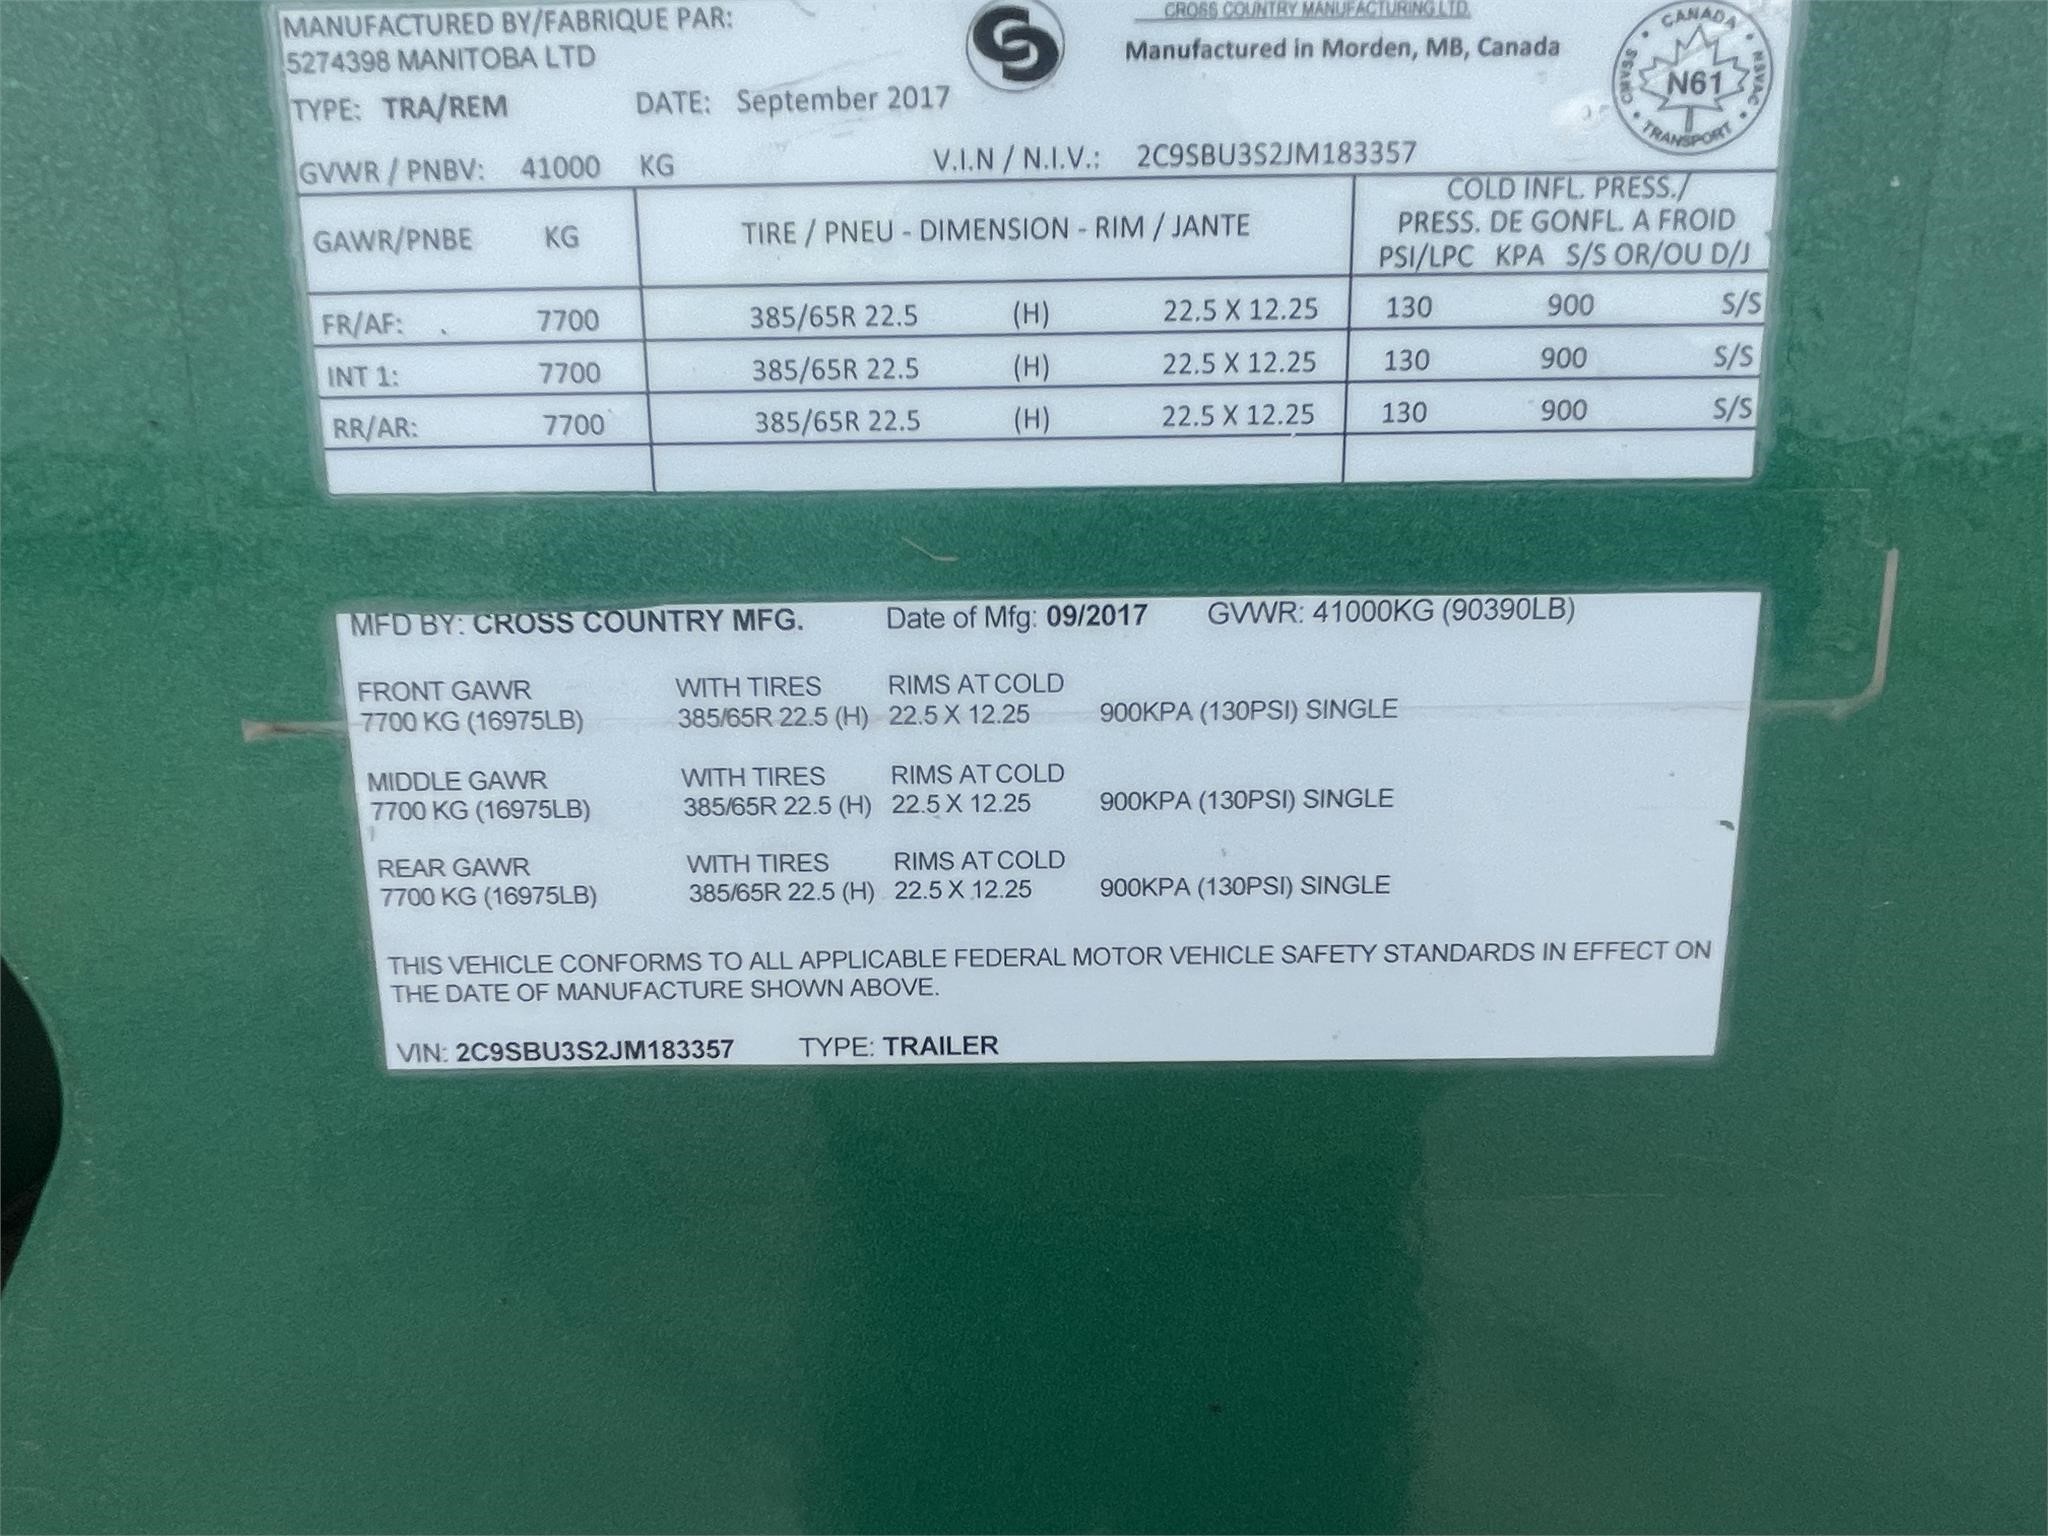 MANUFACTURED BY/FABRIQUE PAR:
5274398 MANITOBA LTD
CROSS COUNTRY MANUFACTURING LTD.
Manufactured in Morden, MB, Canada
CANADA
CMVSS NSVAC
N61
TRANSPORT
TYPE: TRA/REM DATE: September 2017
GVWR / PNBV: 41000 KG V.I.N / N.I.V.: 2C9SBU3S2JM183357
GAWR/PNBE KG TIRE / PNEU - DIMENSION - RIM / JANTE COLD INFL. PRESS./
PRESS. DE GONFL. A FROID
PSI/LPC KPA S/S OR/OU D/J
FR/AF: 7700 385/65R 22.5 (H) 22.5 X 12.25 130 900 S/S
INT 1: 7700 385/65R 22.5 (H) 22.5 X 12.25 130 900 S/S
RR/AR: 7700 385/65R 22.5 (H) 22.5 X 12.25 130 900 S/S
MFD BY: CROSS COUNTRY MFG. Date of Mfg: 09/2017 GVWR: 41000KG (90390LB)
FRONT GAWR WITH TIRES RIMS AT COLD
7700 KG (16975LB) 385/65R 22.5 (H) 22.5 X 12.25 900KPA (130PSI) SINGLE
MIDDLE GAWR WITH TIRES RIMS AT COLD
7700 KG (16975LB) 385/65R 22.5 (H) 22.5 X 12.25 900KPA (130PSI) SINGLE
REAR GAWR WITH TIRES RIMS AT COLD
7700 KG (16975LB) 385/65R 22.5 (H) 22.5 X 12.25 900KPA (130PSI) SINGLE
THIS VEHICLE CONFORMS TO ALL APPLICABLE FEDERAL MOTOR VEHICLE SAFETY STANDARDS IN EFFECT ON
THE DATE OF MANUFACTURE SHOWN ABOVE.
VIN: 2C9SBU3S2JM183357 TYPE: TRAILER